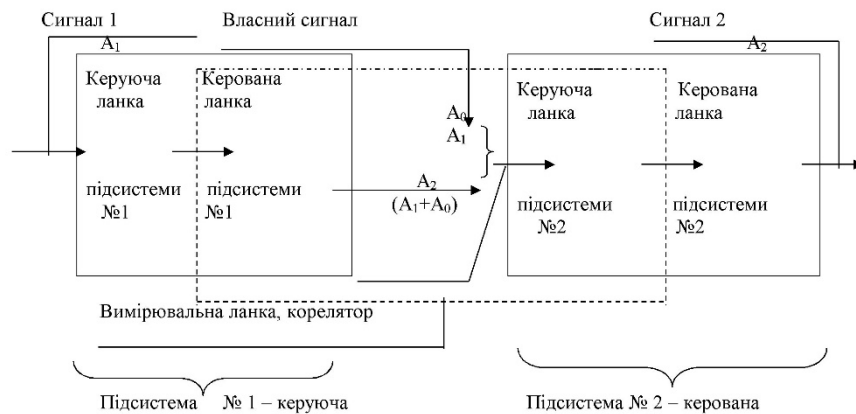 Сигнал 1
Власний сигнал
Сигнал 2
A₁
A₂
Керуюча
ланка
Керована
ланка
A₀
A₁
Керуюча
ланка
Керована
ланка
підсистеми
№1
підсистеми
№1
A₂
(A₁+A₀)
підсистеми
№2
підсистеми
№2
Вимірювальна ланка, корелятор
Підсистема № 1 – керуюча
Підсистема № 2 – керована